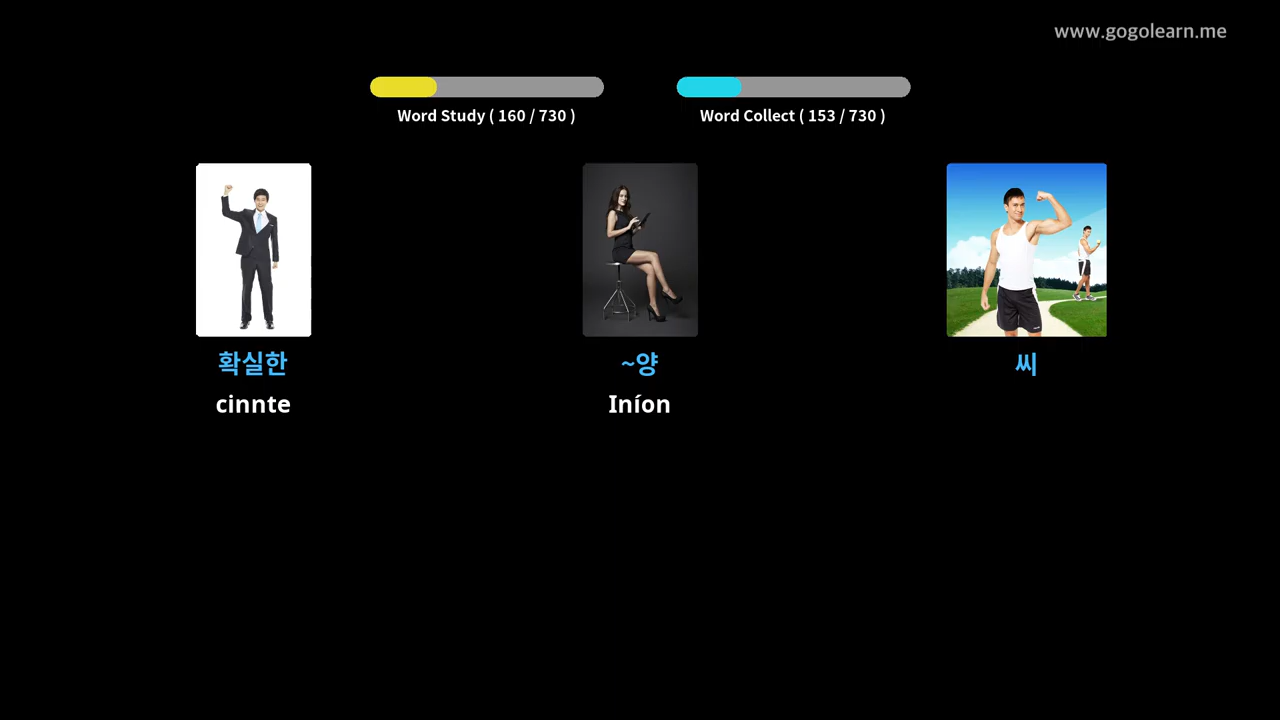 www.gogolearn.me
Word Study ( 160 / 730 )
Word Collect ( 153 / 730 )
확실한
~양
씨
cinnte
Iníon